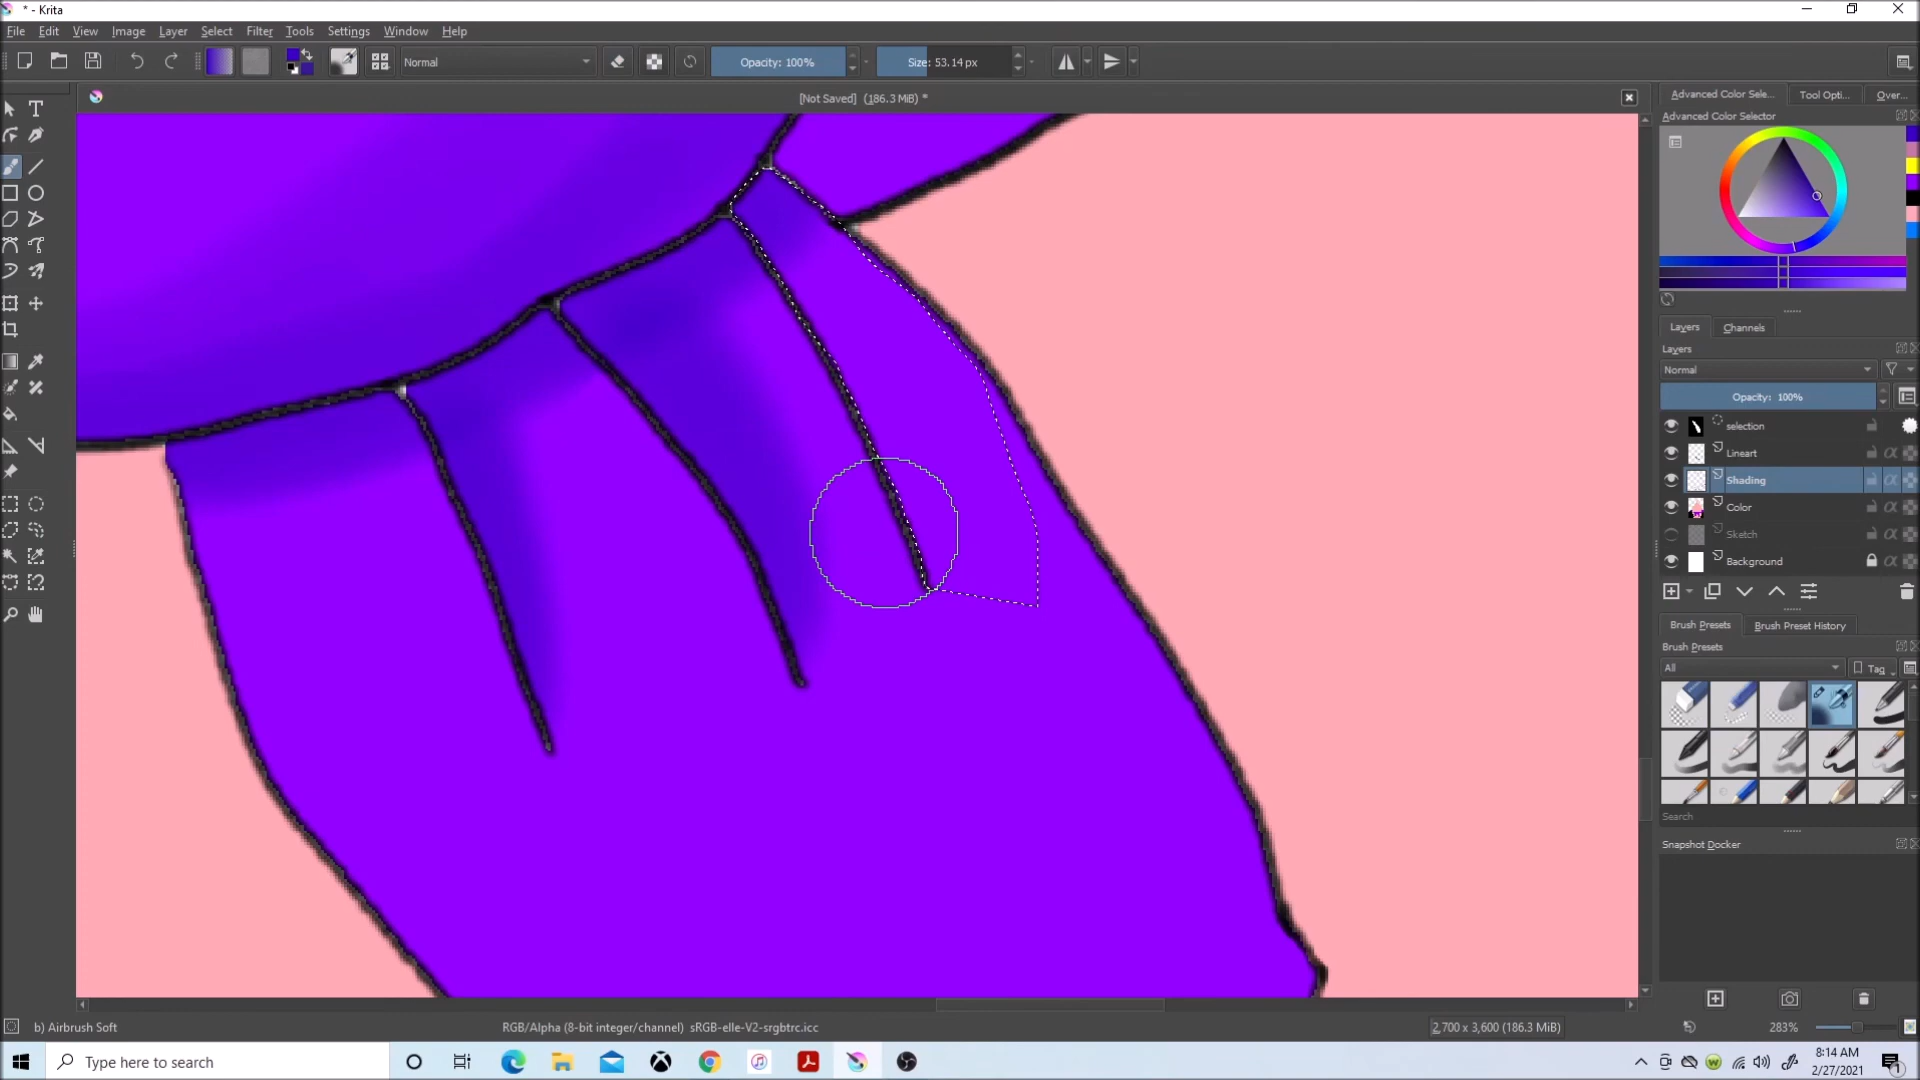 * - Krita
File Edit View Image Layer Filter Tools Settings Window Help
Normal Opacity: 100% Size: 53.14 px
[Not Saved] (186.3 MiB) *
Advanced Color Sele... Tool Opti... Over...
Advanced Color Selector
Layers Channels
Layers
Normal
Opacity: 100%
selection
Lineart
Shading
Color
Sketch
Background
Brush Presets Brush Preset History
Brush Presets
All Tag
Search
Snapshot Docker
b) Airbrush Soft RGB/Alpha (8-bit integer/channel) sRGB-elle-V2-srgbtrc.icc 2,700 x 3,600 (186.3 MiB) 283%
Type here to search
8:14 AM
2/27/2021
1